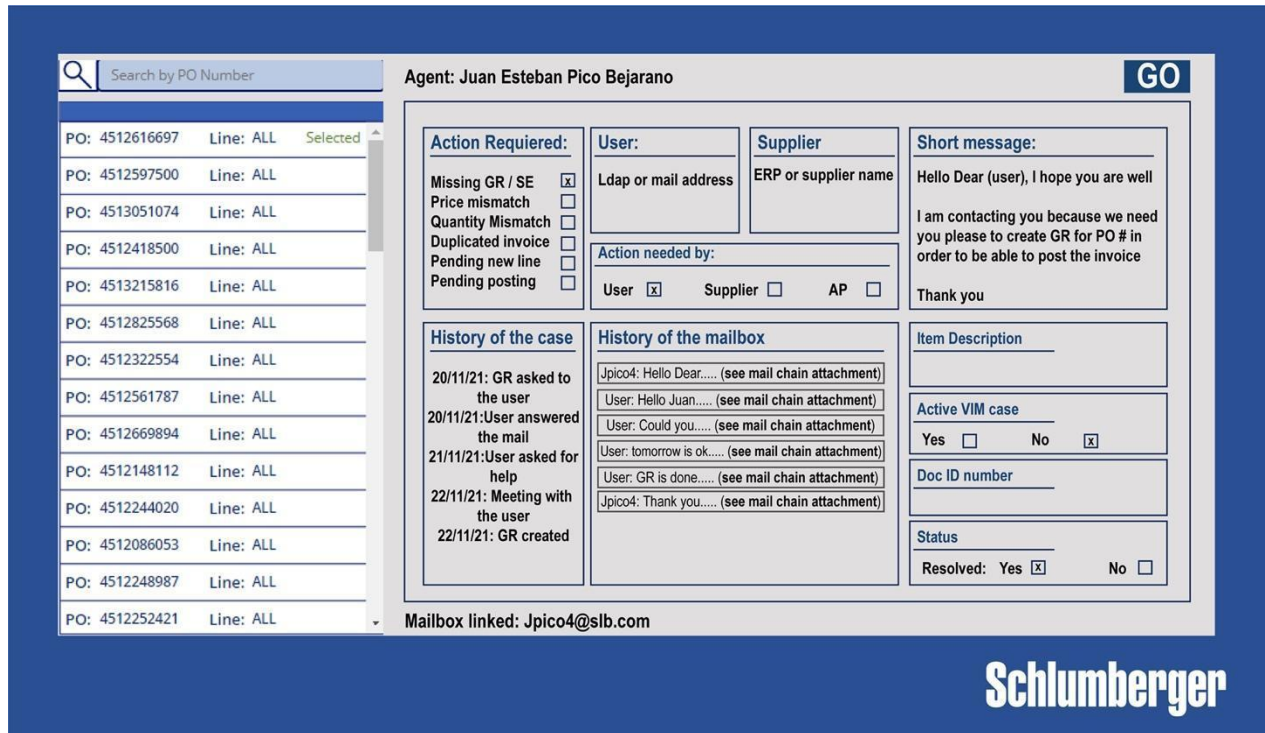 Search by PO Number
PO: 4512616697 Line: ALL Selected
PO: 4512597500 Line: ALL
PO: 4513051074 Line: ALL
PO: 4512418500 Line: ALL
PO: 4513215816 Line: ALL
PO: 4512825568 Line: ALL
PO: 4512322554 Line: ALL
PO: 4512561787 Line: ALL
PO: 4512669894 Line: ALL
PO: 4512148112 Line: ALL
PO: 4512244020 Line: ALL
PO: 4512086053 Line: ALL
PO: 4512248987 Line: ALL
PO: 4512252421 Line: ALL
Agent: Juan Esteban Pico Bejarano
GO
Action Requiered:
Missing GR / SE x
Price mismatch
Quantity Mismatch
Duplicated invoice
Pending new line
Pending posting
User:
Ldap or mail address
Supplier
ERP or supplier name
Action needed by:
User x Supplier AP
Short message:
Hello Dear (user), I hope you are well
I am contacting you because we need
you please to create GR for PO # in
order to be able to post the invoice
Thank you
History of the case
20/11/21: GR asked to
the user
20/11/21:User answered
the mail
21/11/21:User asked for
help
22/11/21: Meeting with
the user
22/11/21: GR created
History of the mailbox
Jpico4: Hello Dear..... (see mail chain attachment)
User: Hello Juan..... (see mail chain attachment)
User: Could you..... (see mail chain attachment)
User: tomorrow is ok..... (see mail chain attachment)
User: GR is done..... (see mail chain attachment)
Jpico4: Thank you..... (see mail chain attachment)
Item Description
Active VIM case
Yes No x
Doc ID number
Status
Resolved: Yes x No
Mailbox linked: Jpico4@slb.com
Schlumberger